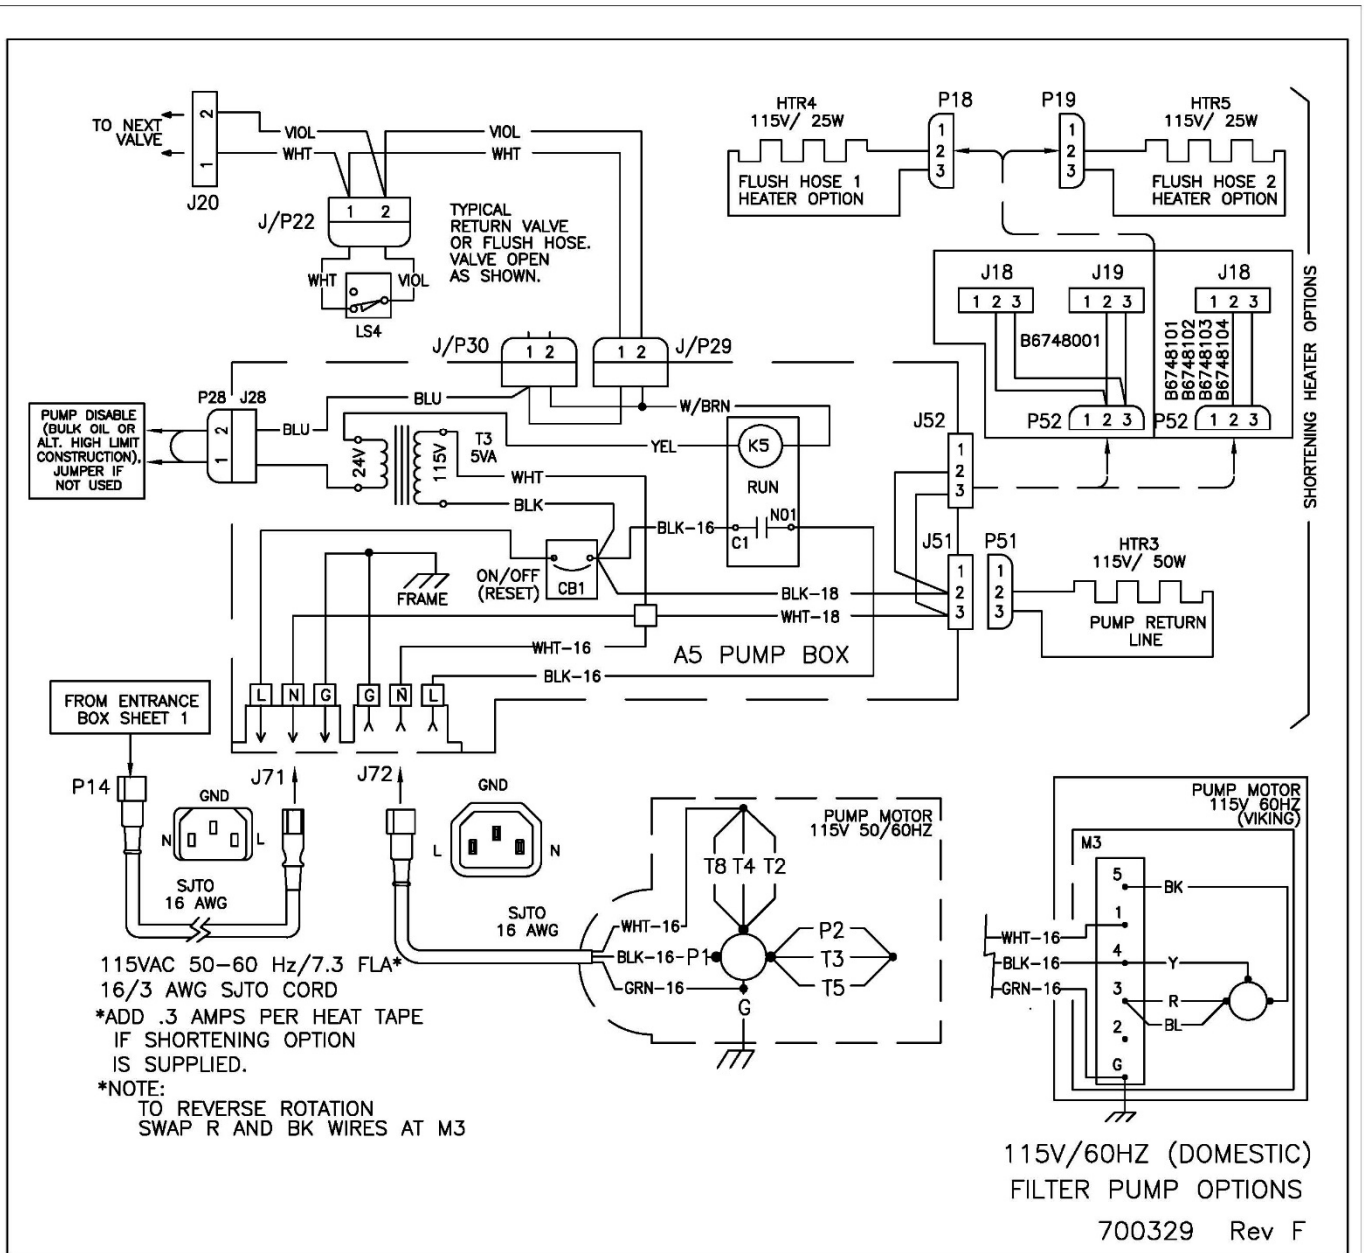 TO NEXT
VALVE
2
1
J20
VIOL
WHT
VIOL
WHT
J/P22
1 2
WHT
VIOL
LS4
TYPICAL
RETURN VALVE
OR FLUSH HOSE.
VALVE OPEN
AS SHOWN.
HTR4
115V/ 25W
P18
1
2
3
FLUSH HOSE 1
HEATER OPTION
P19
1
2
3
HTR5
115V/ 25W
FLUSH HOSE 2
HEATER OPTION
J18
1 2 3
J19
1 2 3
J18
1 2 3
B6748001
B6748101
B6748102
B6748103
B6748104
P52
1 2 3
P52
1 2 3
SHORTENING HEATER OPTIONS
J/P30
1 2
J/P29
1 2
P28
J28
2
1
PUMP DISABLE
(BULK OIL OR
ALT. HIGH LIMIT
CONSTRUCTION),
JUMPER IF
NOT USED
BLU
BLU
24V
115V
T3
5VA
YEL
W/BRN
K5
RUN
C1
NO1
WHT
BLK
BLK-16
J52
1
2
3
J51
1
2
3
P51
1
2
3
HTR3
115V/ 50W
PUMP RETURN
LINE
FRAME
ON/OFF
(RESET)
CB1
BLK-18
WHT-18
WHT-16
BLK-16
A5 PUMP BOX
L N G G N L
FROM ENTRANCE
BOX SHEET 1
P14
J71
J72
GND
N
L
GND
L
N
SJTO
16 AWG
SJTO
16 AWG
PUMP MOTOR
115V 50/60HZ
T8 T4 T2
WHT-16
BLK-16
P1
GRN-16
P2
T3
T5
G
PUMP MOTOR
115V 60HZ
(VIKING)
M3
5
1
4
3
2
G
BK
WHT-16
BLK-16
GRN-16
Y
R
BL
115VAC 50-60 Hz/7.3 FLA*
16/3 AWG SJTO CORD
*ADD .3 AMPS PER HEAT TAPE
IF SHORTENING OPTION
IS SUPPLIED.
*NOTE:
TO REVERSE ROTATION
SWAP R AND BK WIRES AT M3
115V/60HZ (DOMESTIC)
FILTER PUMP OPTIONS
700329 Rev F